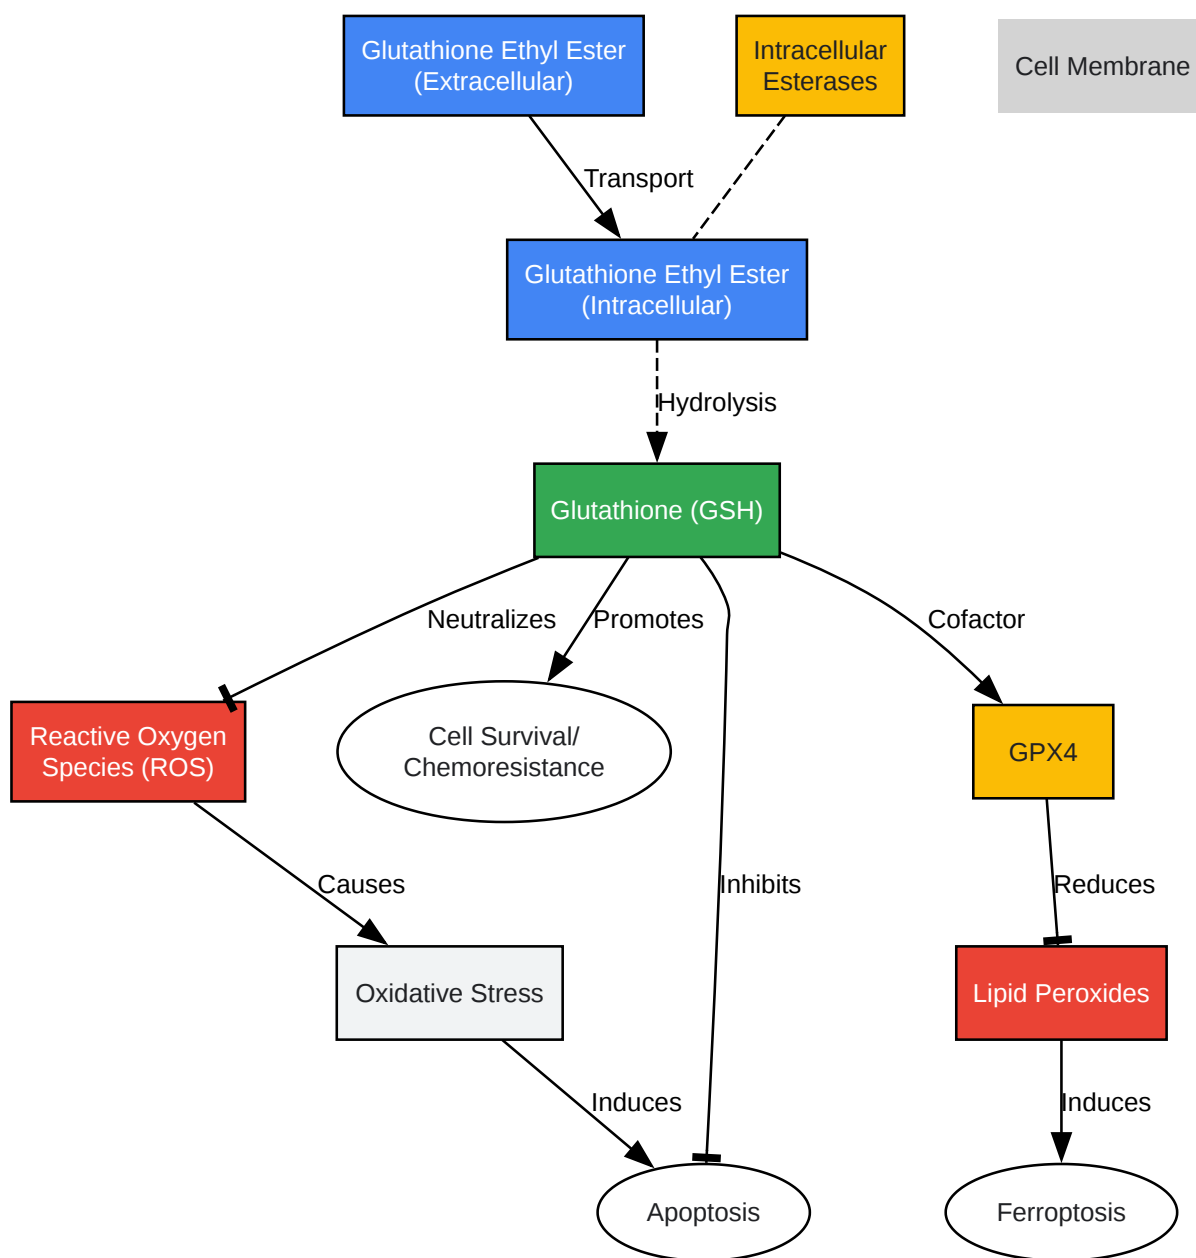 Glutathione Ethyl Ester
(Extracellular)
Intracellular
Esterases
Cell Membrane
Transport
Glutathione Ethyl Ester
(Intracellular)
Hydrolysis
Glutathione (GSH)
Neutralizes
Promotes
Cofactor
Reactive Oxygen
Species (ROS)
Cell Survival/
Chemoresistance
GPX4
Causes
Inhibits
Reduces
Oxidative Stress
Lipid Peroxides
Induces
Induces
Apoptosis
Ferroptosis